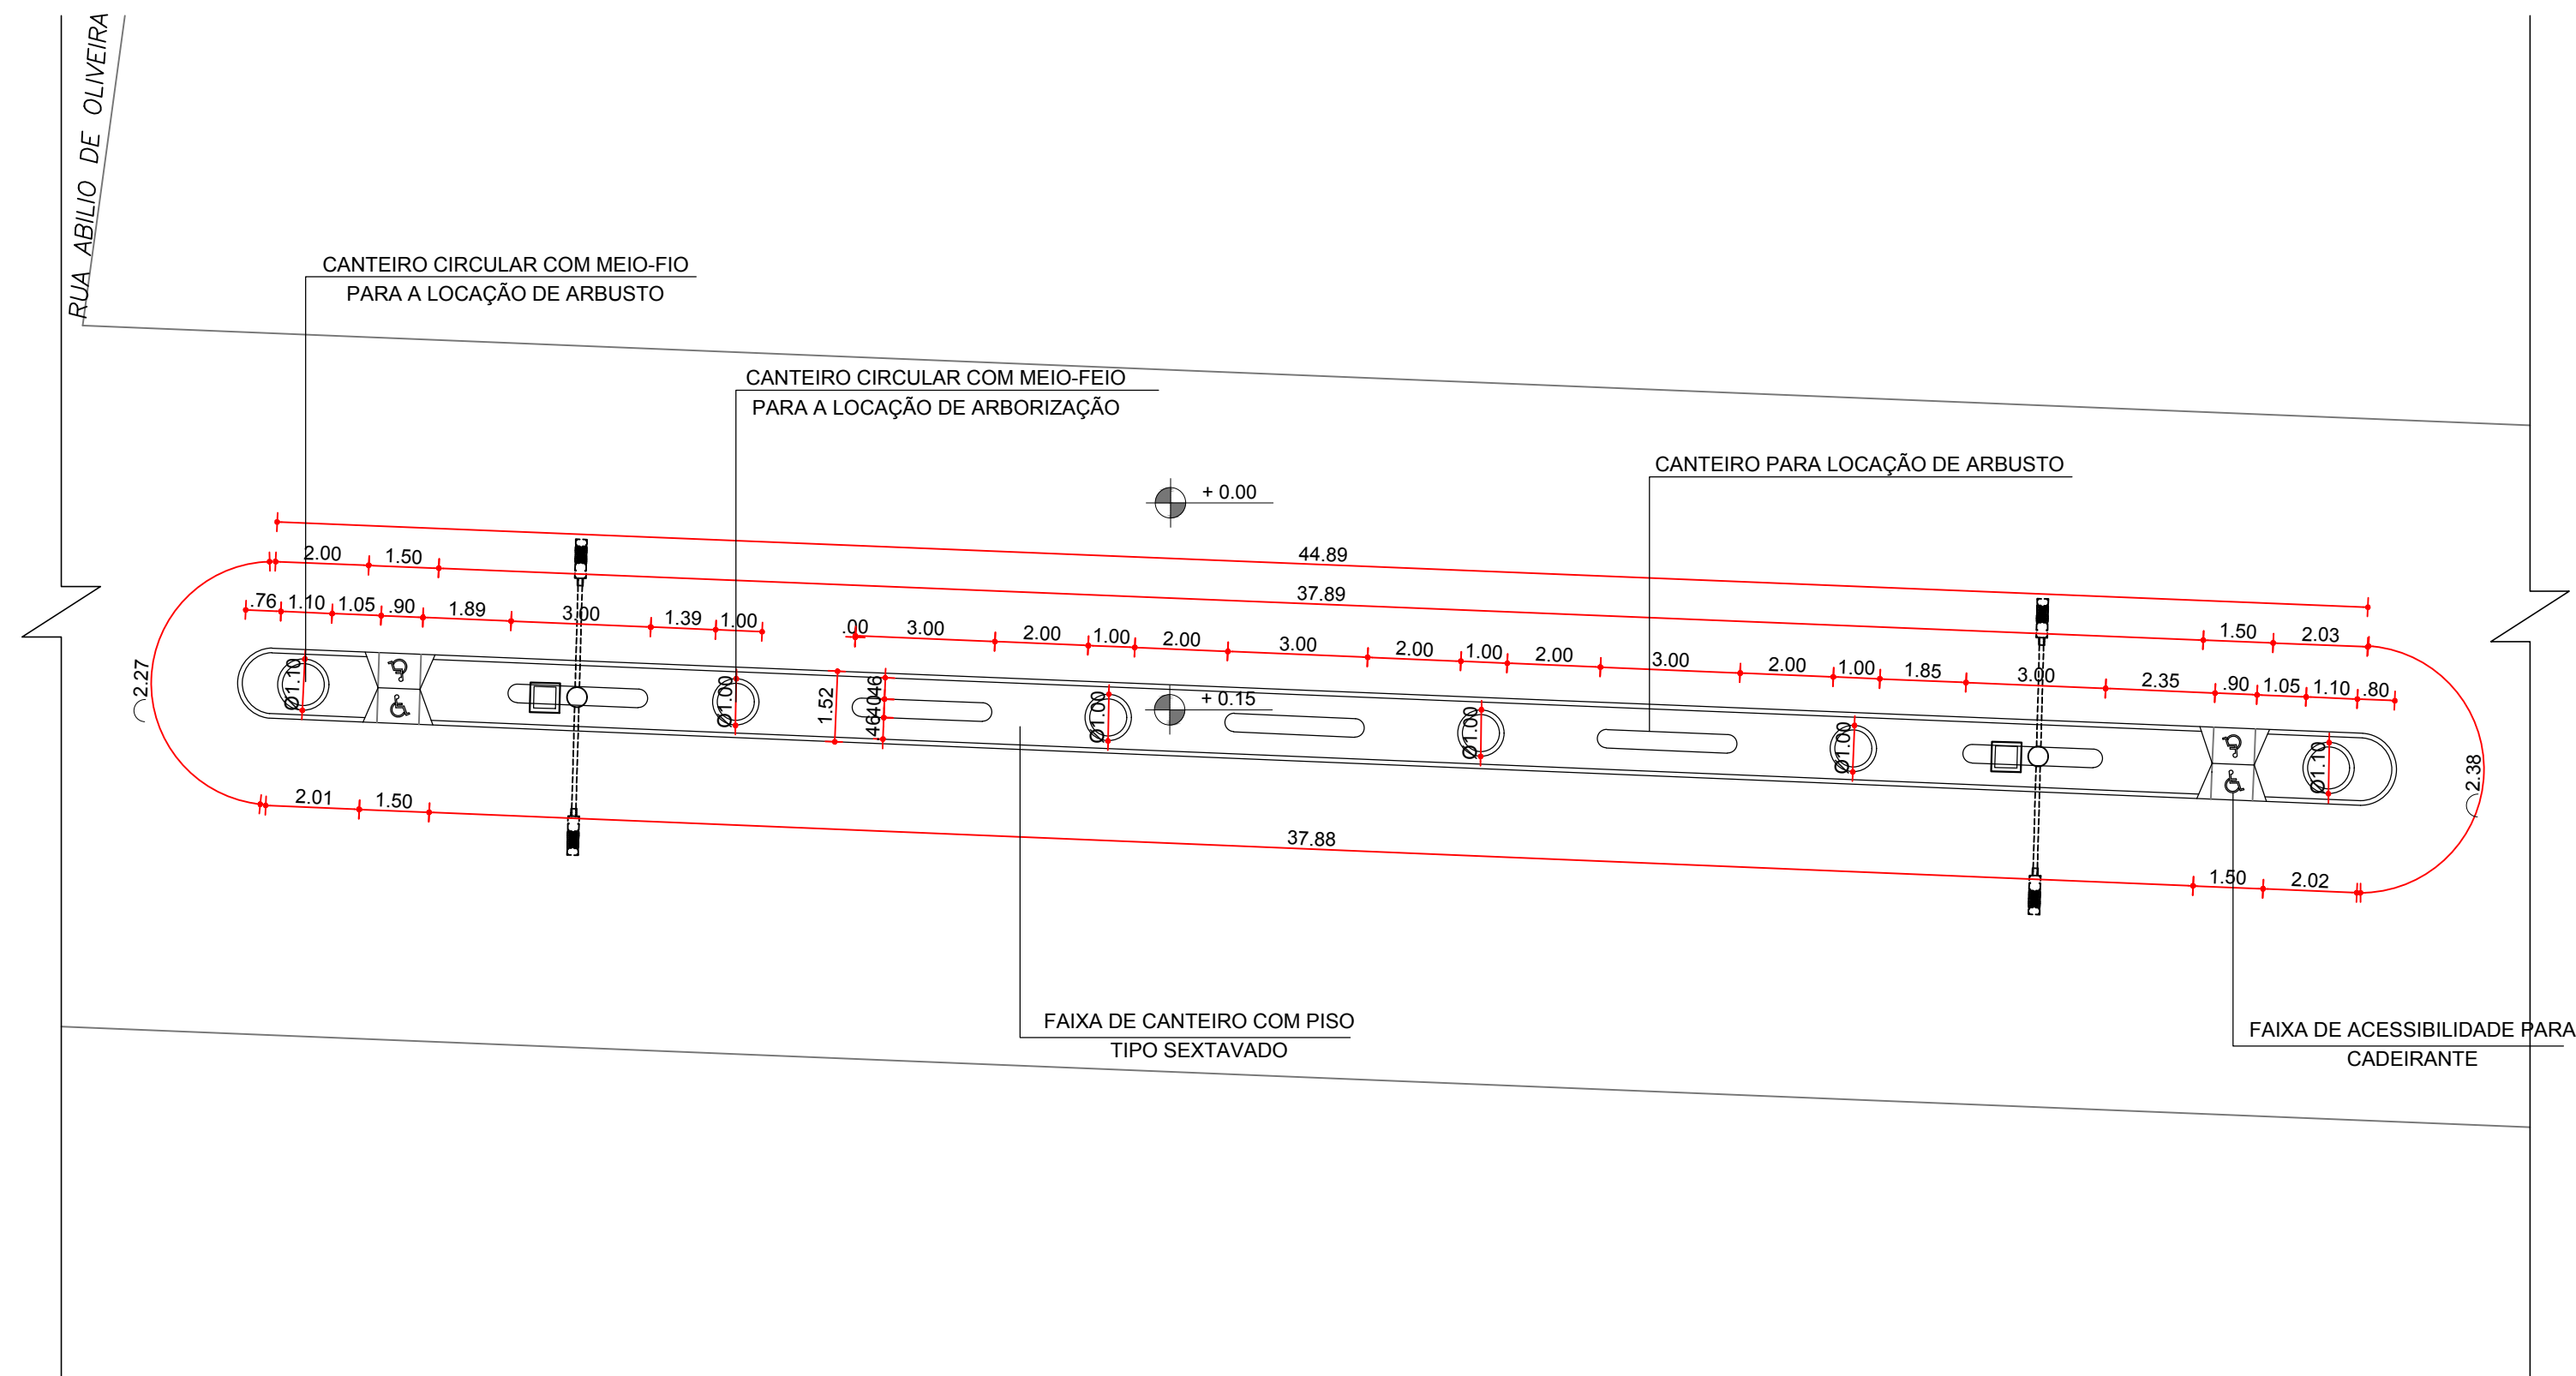 RUA ABILIO DE OLIVEIRA
CANTEIRO CIRCULAR COM MEIO-FIO
PARA A LOCAÇÃO DE ARBUSTO
CANTEIRO CIRCULAR COM MEIO-FEIO
PARA A LOCAÇÃO DE ARBORIZAÇÃO
CANTEIRO PARA LOCAÇÃO DE ARBUSTO
+ 0.00
44.89
2.00 1.50 37.89 1.50 2.03
.76 1.10 1.05 .90 1.89 3.00 1.39 1.00 .00 3.00 2.00 1.00 2.00 3.00 2.00 1.00 2.00 3.00 2.00 1.00 1.85 3.00 2.35 .90 1.05 1.10 .80
2.27
Ø1.10
Ø1.00
1.52
.46
.40
.46
Ø1.00
+ 0.15
Ø1.00
Ø1.00
Ø1.10
2.38
2.01 1.50 37.88 1.50 2.02
FAIXA DE CANTEIRO COM PISO
TIPO SEXTAVADO
FAIXA DE ACESSIBILIDADE PARA
CADEIRANTE